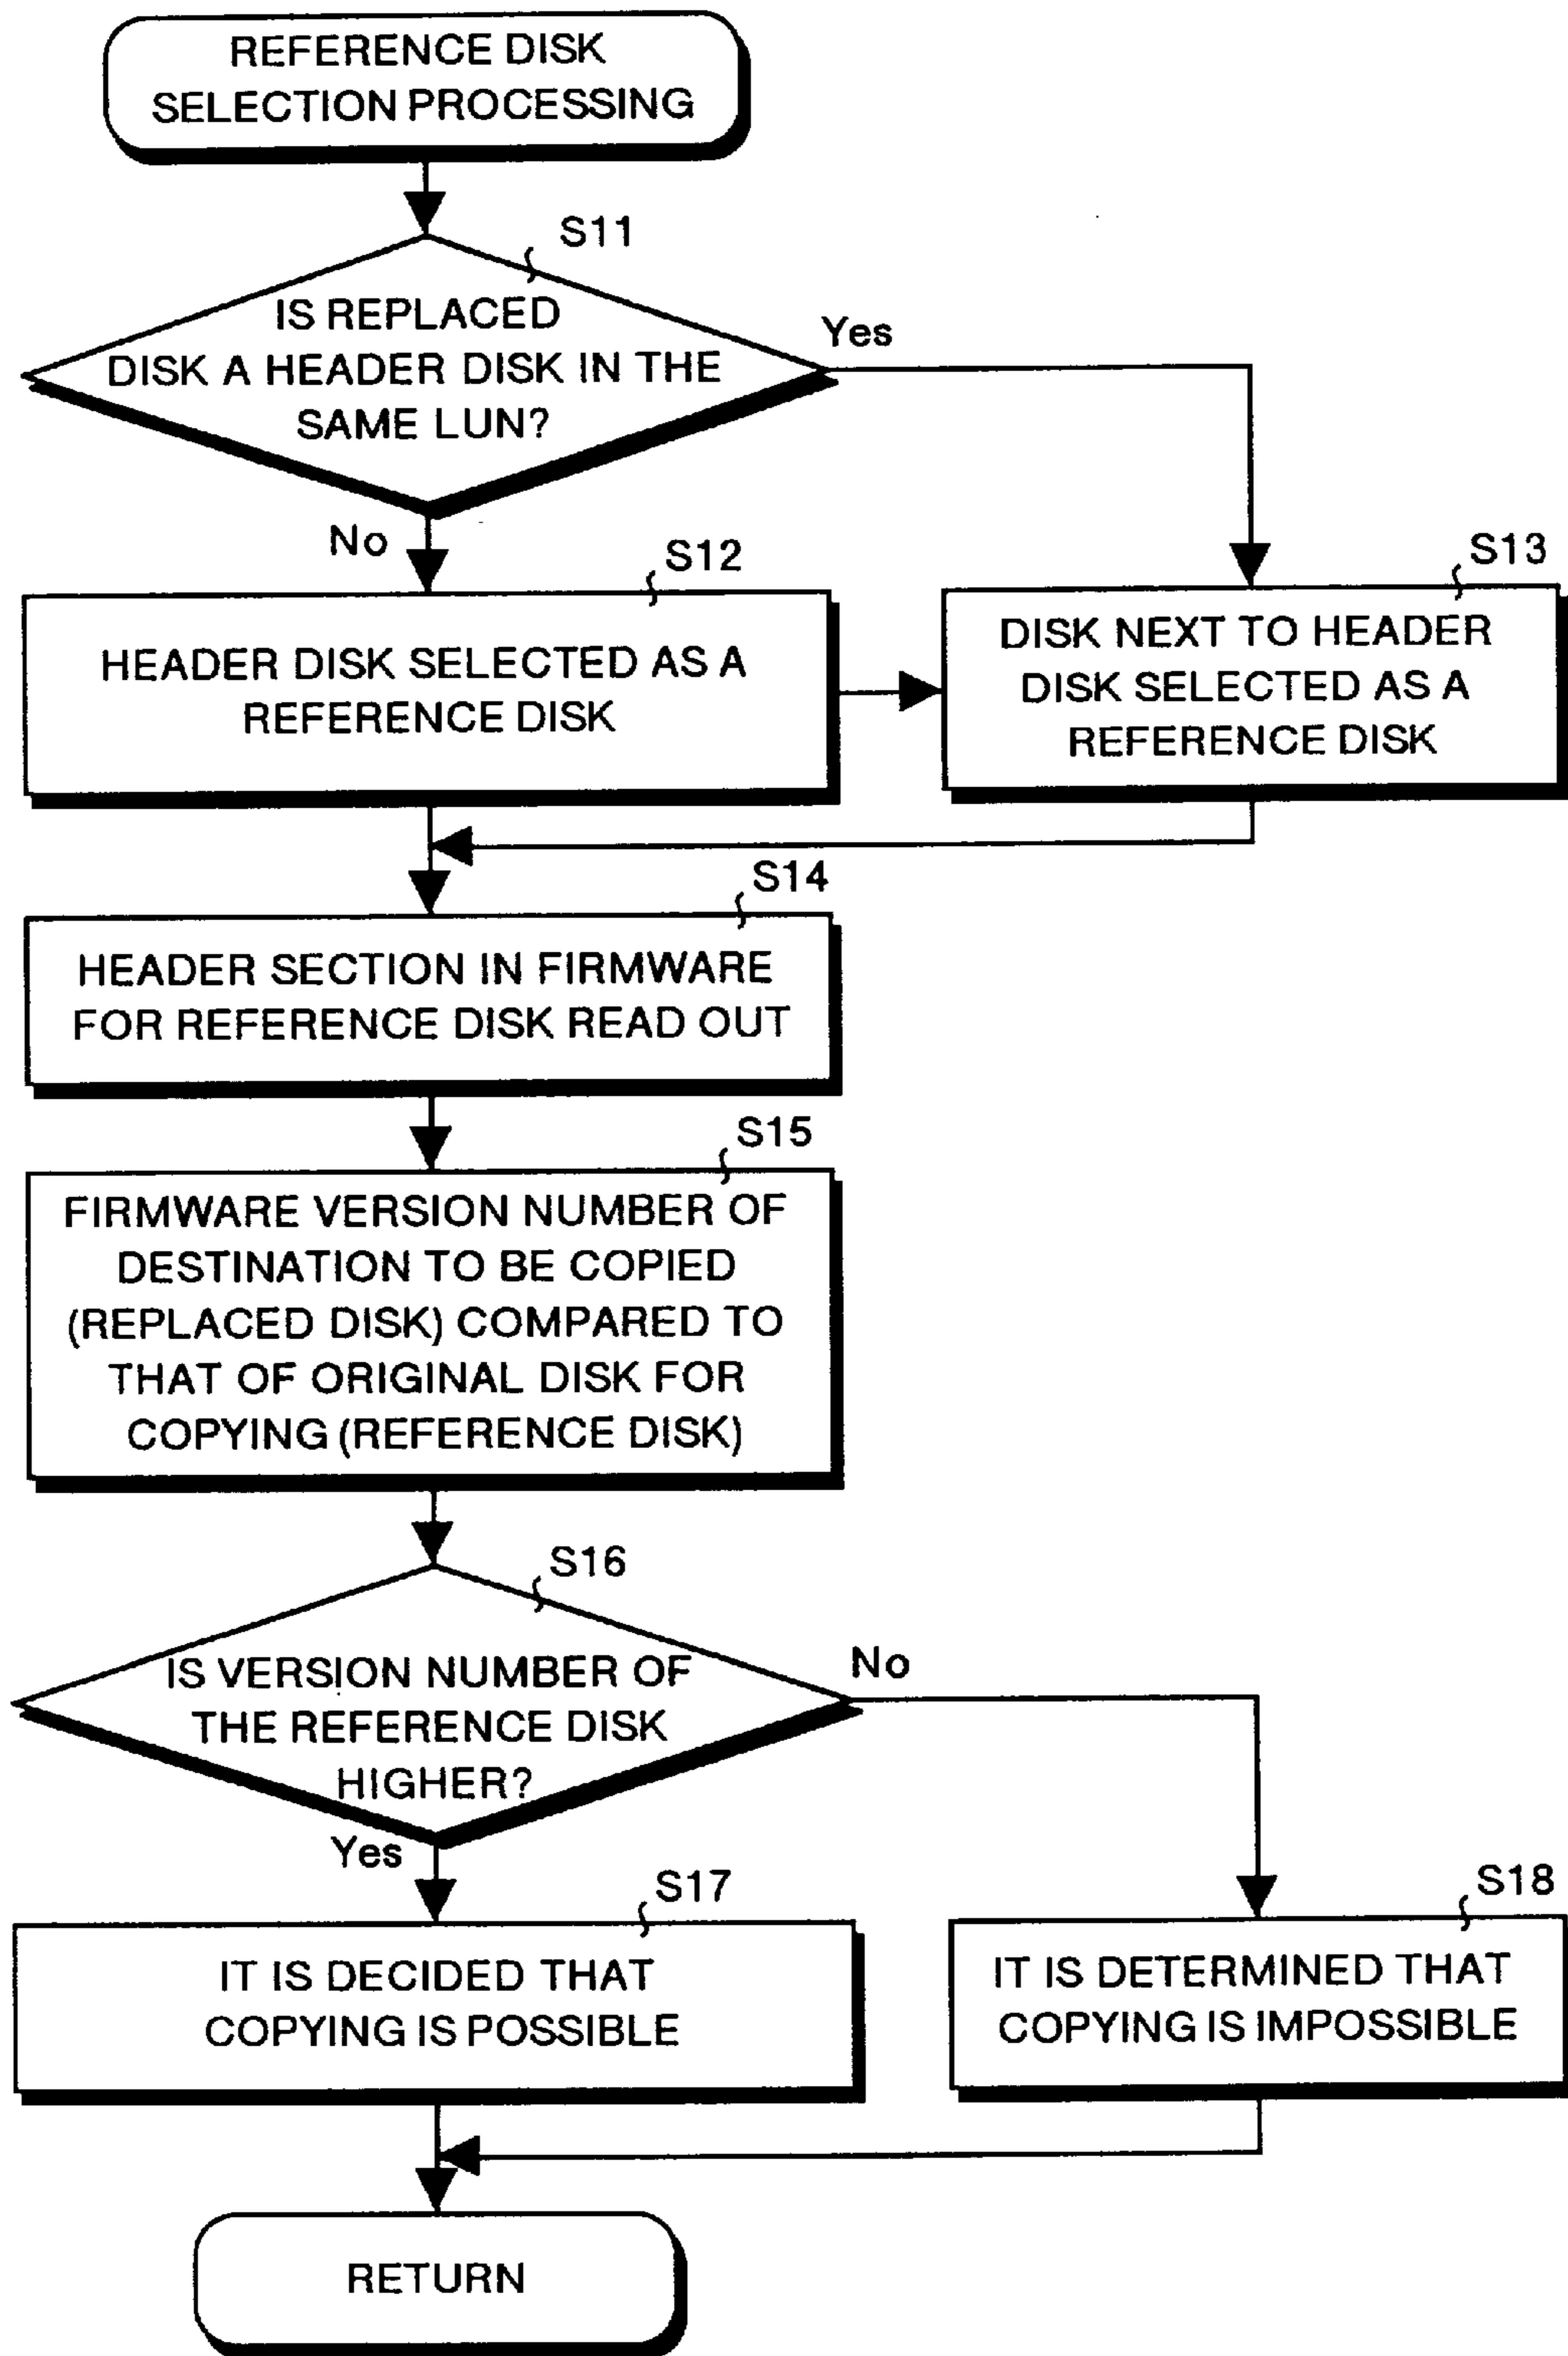 REFERENCE DISK
SELECTION PROCESSING
S11
IS REPLACED
DISK A HEADER DISK IN THE
SAME LUN?
Yes
No
S12
HEADER DISK SELECTED AS A
REFERENCE DISK
S13
DISK NEXT TO HEADER
DISK SELECTED AS A
REFERENCE DISK
S14
HEADER SECTION IN FIRMWARE
FOR REFERENCE DISK READ OUT
S15
FIRMWARE VERSION NUMBER OF
DESTINATION TO BE COPIED
(REPLACED DISK) COMPARED TO
THAT OF ORIGINAL DISK FOR
COPYING (REFERENCE DISK)
S16
IS VERSION NUMBER OF
THE REFERENCE DISK
HIGHER?
No
Yes
S17
IT IS DECIDED THAT
COPYING IS POSSIBLE
S18
IT IS DETERMINED THAT
COPYING IS IMPOSSIBLE
RETURN